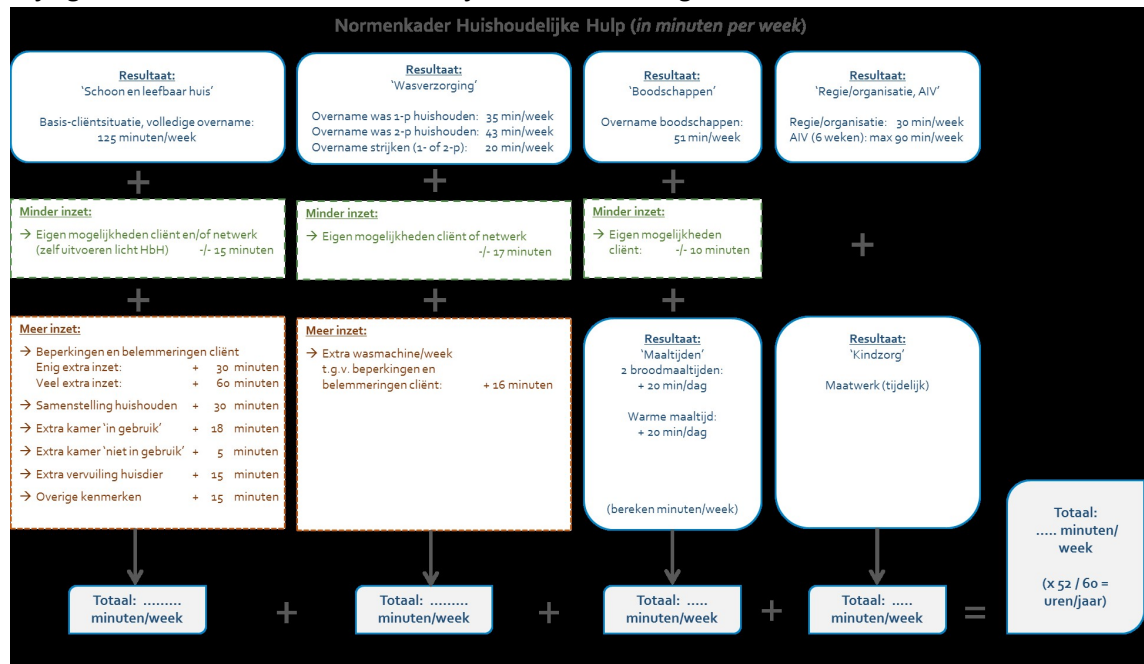 Normenkader Huishoudelijke Hulp (in minuten per week)
Resultaat:
'Schoon en leefbaar huis'
Basis-cliëntsituatie, volledige overname:
125 minuten/week
Resultaat:
'Wasverzorging'
Overname was 1-p huishouden: 35 min/week
Overname was 2-p huishouden: 43 min/week
Overname strijken (1- of 2-p): 20 min/week
Resultaat:
'Boodschappen'
Overname boodschappen:
51 min/week
Resultaat:
'Regie/organisatie, AIV'
Regie/organisatie: 30 min/week
AIV (6 weken): max 90 min/week
+
+
+
Minder inzet:
→ Eigen mogelijkheden cliënt en/of netwerk
(zelf uitvoeren licht HbH) -/- 15 minuten
Minder inzet:
→ Eigen mogelijkheden cliënt of netwerk
-/- 17 minuten
Minder inzet:
→ Eigen mogelijkheden
cliënt: -/- 10 minuten
+
+
+
+
Meer inzet:
→ Beperkingen en belemmeringen cliënt
Enig extra inzet: + 30 minuten
Veel extra inzet: + 60 minuten
→ Samenstelling huishouden + 30 minuten
→ Extra kamer 'in gebruik' + 18 minuten
→ Extra kamer 'niet in gebruik' + 5 minuten
→ Extra vervuiling huisdier + 15 minuten
→ Overige kenmerken + 15 minuten
Meer inzet:
→ Extra wasmachine/week
t.g.v. beperkingen en
belemmeringen cliënt: + 16 minuten
Resultaat:
'Maaltijden'
2 broodmaaltijden:
+ 20 min/dag
Warme maaltijd:
+ 20 min/dag
(bereken minuten/week)
Resultaat:
'Kindzorg'
Maatwerk (tijdelijk)
Totaal: .........
minuten/week
+
Totaal: .........
minuten/week
+
Totaal: .....
minuten/week
+
Totaal: .....
minuten/week
=
Totaal:
..... minuten/
week
(x 52 / 60 =
uren/jaar)